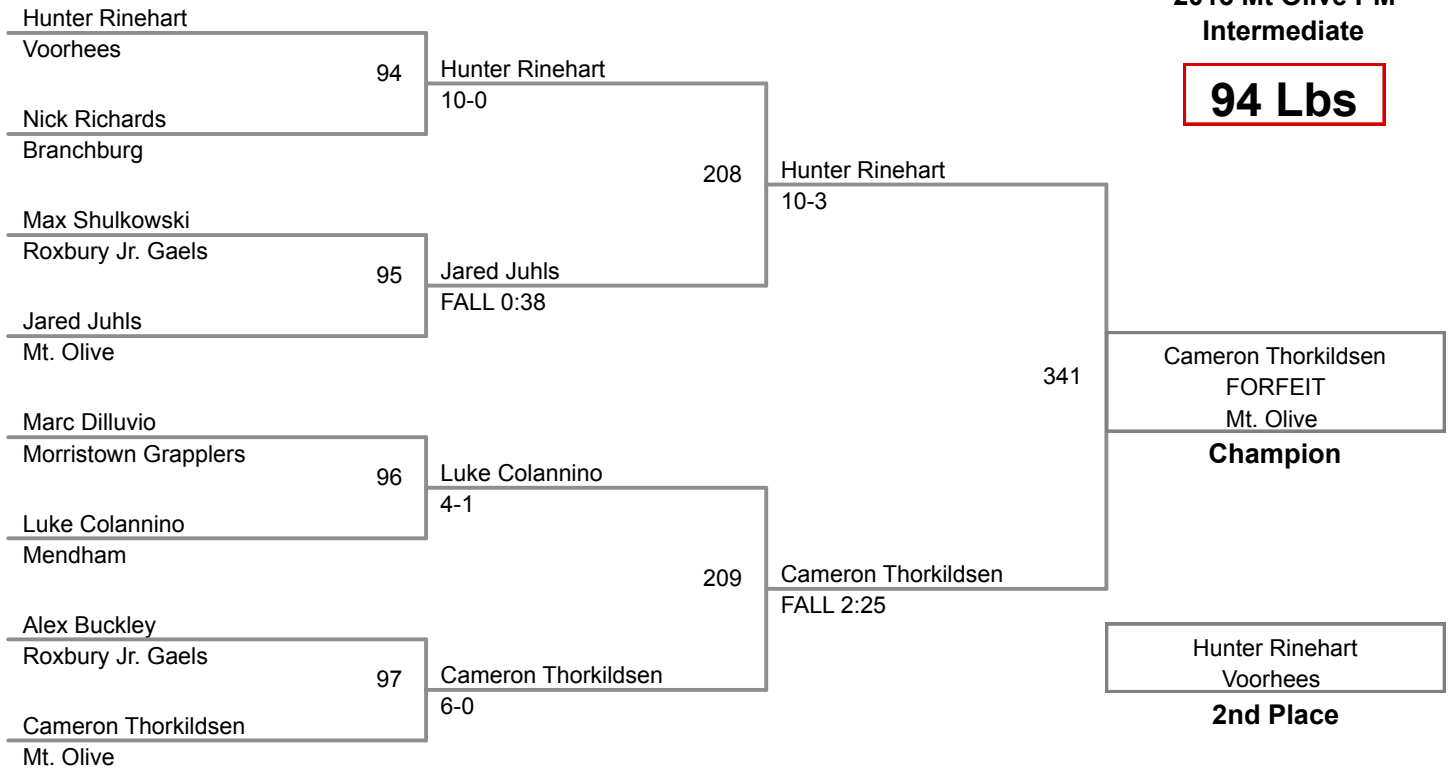 2013 Mt Olive PM
Intermediate
94 Lbs
Hunter Rinehart
Voorhees
94
Nick Richards
Branchburg
Max Shulkowski
Roxbury Jr. Gaels
95
Jared Juhls
Mt. Olive
Marc Dilluvio
Morristown Grapplers
96
Luke Colannino
Mendham
Alex Buckley
Roxbury Jr. Gaels
97
Cameron Thorkildsen
Mt. Olive
Hunter Rinehart
10-0
208
Jared Juhls
FALL 0:38
Luke Colannino
4-1
209
Cameron Thorkildsen
6-0
Hunter Rinehart
10-3
341
Cameron Thorkildsen
FALL 2:25
Cameron Thorkildsen
FORFEIT
Mt. Olive
Champion
Hunter Rinehart
Voorhees
2nd Place